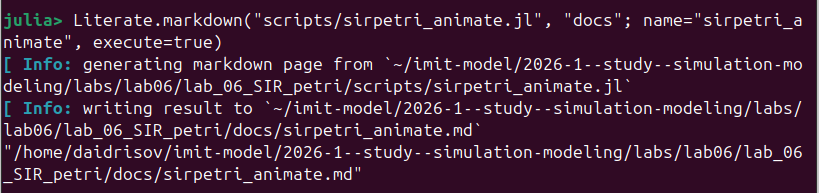 julia> Literate.markdown("scripts/sirpetri_animate.jl", "docs"; name="sirpetri_a
nimate", execute=true)
[ Info: generating markdown page from `~/imit-model/2026-1--study--simulation-mo
deling/labs/lab06/lab_06_SIR_petri/scripts/sirpetri_animate.jl`
[ Info: writing result to `~/imit-model/2026-1--study--simulation-modeling/labs/
lab06/lab_06_SIR_petri/docs/sirpetri_animate.md`
"/home/daidrisov/imit-model/2026-1--study--simulation-modeling/labs/lab06/lab_06
_SIR_petri/docs/sirpetri_animate.md"